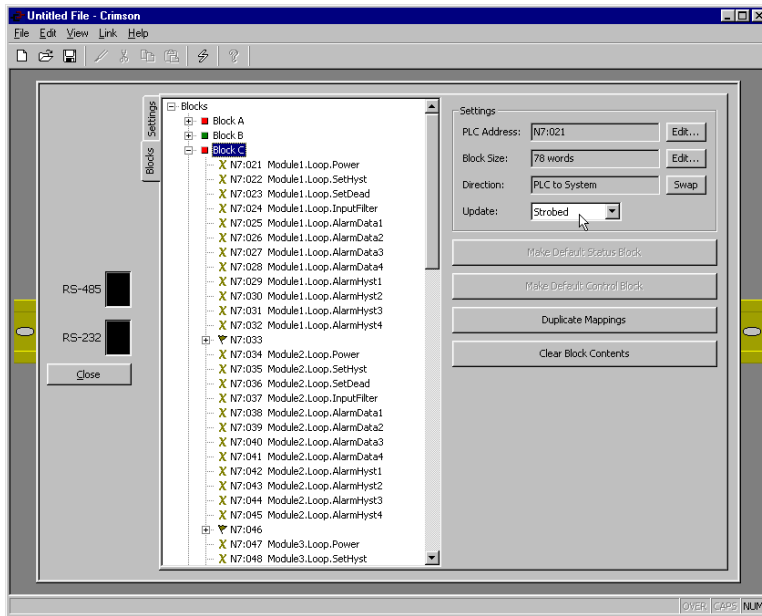 Untitled File - Crimson
File Edit View Link Help
Settings
Blocks
RS-485
RS-232
Close
Blocks
Block A
Block B
Block C
N7:021 Module1.Loop.Power
N7:022 Module1.Loop.SetHyst
N7:023 Module1.Loop.SetDead
N7:024 Module1.Loop.InputFilter
N7:025 Module1.Loop.AlarmData1
N7:026 Module1.Loop.AlarmData2
N7:027 Module1.Loop.AlarmData3
N7:028 Module1.Loop.AlarmData4
N7:029 Module1.Loop.AlarmHyst1
N7:030 Module1.Loop.AlarmHyst2
N7:031 Module1.Loop.AlarmHyst3
N7:032 Module1.Loop.AlarmHyst4
N7:033
N7:034 Module2.Loop.Power
N7:035 Module2.Loop.SetHyst
N7:036 Module2.Loop.SetDead
N7:037 Module2.Loop.InputFilter
N7:038 Module2.Loop.AlarmData1
N7:039 Module2.Loop.AlarmData2
N7:040 Module2.Loop.AlarmData3
N7:041 Module2.Loop.AlarmData4
N7:042 Module2.Loop.AlarmHyst1
N7:043 Module2.Loop.AlarmHyst2
N7:044 Module2.Loop.AlarmHyst3
N7:045 Module2.Loop.AlarmHyst4
N7:046
N7:047 Module3.Loop.Power
N7:048 Module3.Loop.SetHyst
Settings
PLC Address: N7:021 Edit...
Block Size: 78 words Edit...
Direction: PLC to System Swap
Update: Strobed
Make Default Status Block
Make Default Control Block
Duplicate Mappings
Clear Block Contents
OVER CAPS NUM